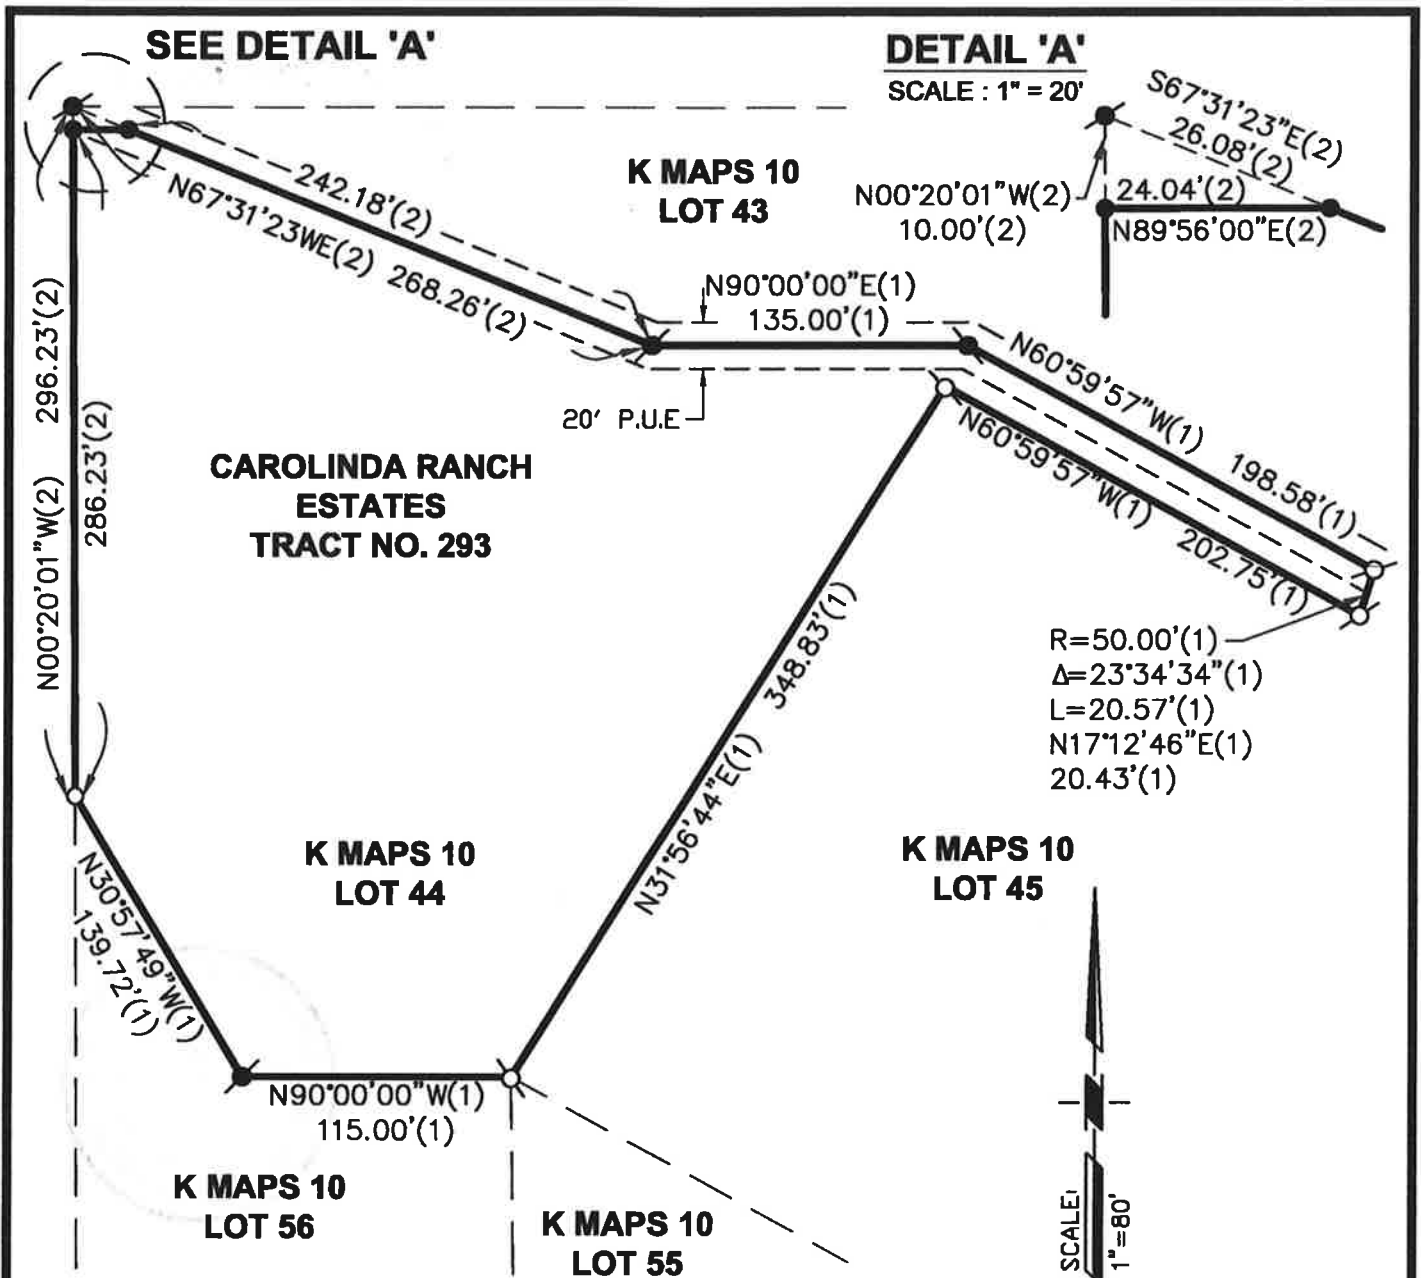 SEE DETAIL 'A'
DETAIL 'A'
SCALE : 1" = 20'
S67°31'23"E(2)
26.08'(2)
N00°20'01"W(2)
10.00'(2)
24.04'(2)
N89°56'00"E(2)
K MAPS 10
LOT 43
242.18'(2)
N67°31'23WE(2) 268.26'(2)
N90°00'00"E(1)
135.00'(1)
20' P.U.E
N60°59'57"W(1) 198.58'(1)
N60°59'57"W(1) 202.75'(1)
N00°20'01"W(2) 296.23'(2)
286.23'(2)
CAROLINDA RANCH
ESTATES
TRACT NO. 293
R=50.00'(1)
Δ=23°34'34"(1)
L=20.57'(1)
N17°12'46"E(1)
20.43'(1)
N31°56'44"E(1) 348.83'(1)
K MAPS 10
LOT 44
K MAPS 10
LOT 45
N30°57'49"W(1)
139.72'(1)
N90°00'00"W(1)
115.00'(1)
K MAPS 10
LOT 56
K MAPS 10
LOT 55
SCALE:
1"=80'